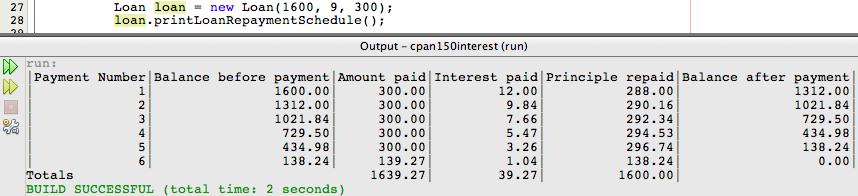 27 Loan loan = new Loan(1600, 9, 300);
28 loan.printLoanRepaymentSchedule();
Output - cpan150interest (run)
run:
|Payment Number|Balance before payment|Amount paid|Interest paid|Principle repaid|Balance after payment|
| 1| 1600.00| 300.00| 12.00| 288.00| 1312.00|
| 2| 1312.00| 300.00| 9.84| 290.16| 1021.84|
| 3| 1021.84| 300.00| 7.66| 292.34| 729.50|
| 4| 729.50| 300.00| 5.47| 294.53| 434.98|
| 5| 434.98| 300.00| 3.26| 296.74| 138.24|
| 6| 138.24| 139.27| 1.04| 138.24| 0.00|
Totals 1639.27| 39.27| 1600.00|
BUILD SUCCESSFUL (total time: 2 seconds)